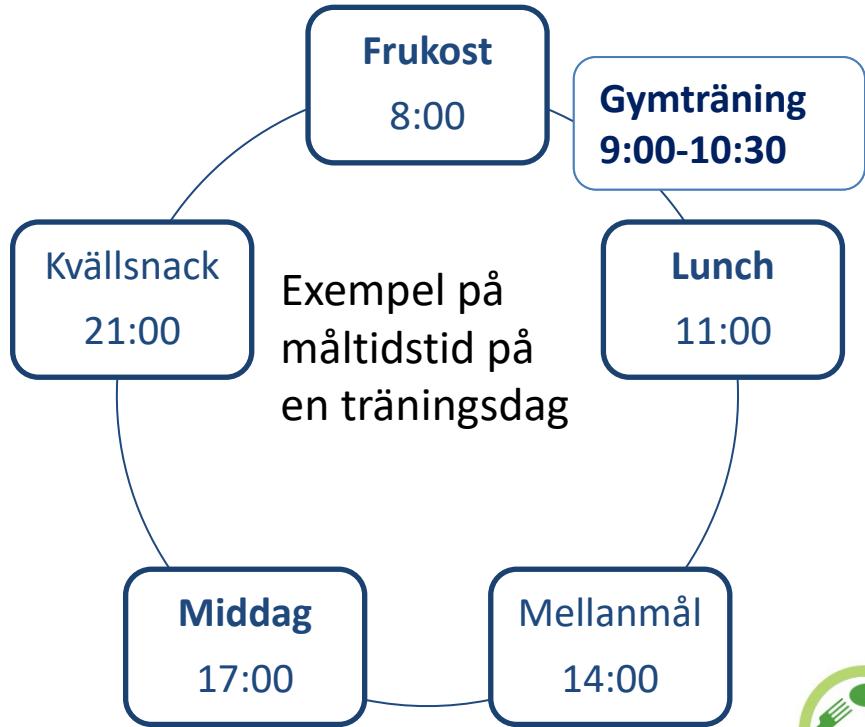 Frukost
8:00
Gymträning
9:00-10:30
Lunch
11:00
Mellanmål
14:00
Middag
17:00
Kvällsnack
21:00
Exempel på
måltidstid på
en träningsdag